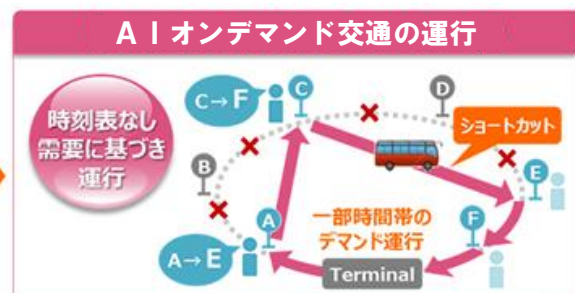 AIオンデマンド交通の運行
時刻表なし
需要に基づき
運行
C→F
C
D
ショートカット
B
E
A
一部時間帯の
デマンド運行
F
A→E
Terminal